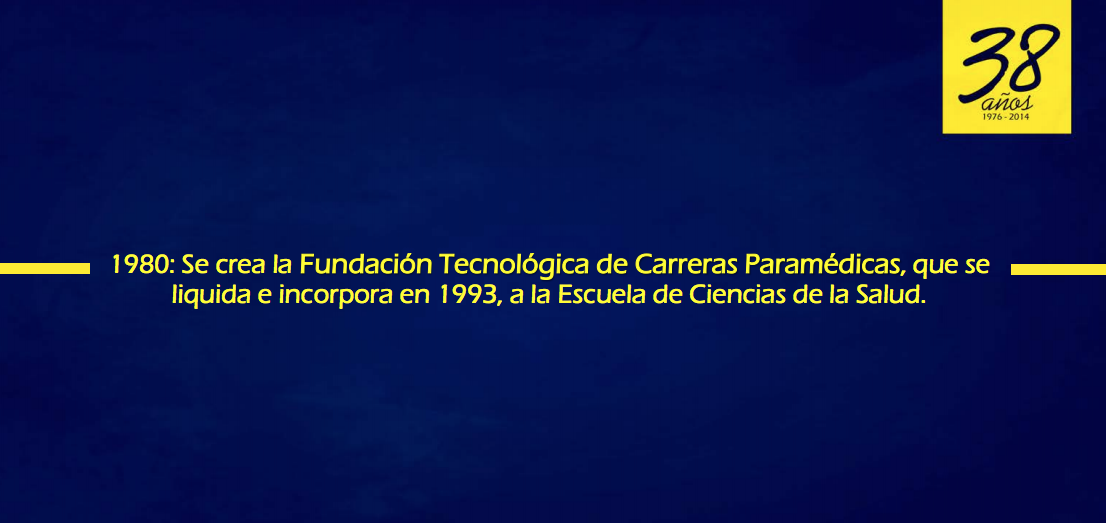 38
años
1976 - 2014
1980: Se crea la Fundación Tecnológica de Carreras Paramédicas, que se
liquida e incorpora en 1993, a la Escuela de Ciencias de la Salud.